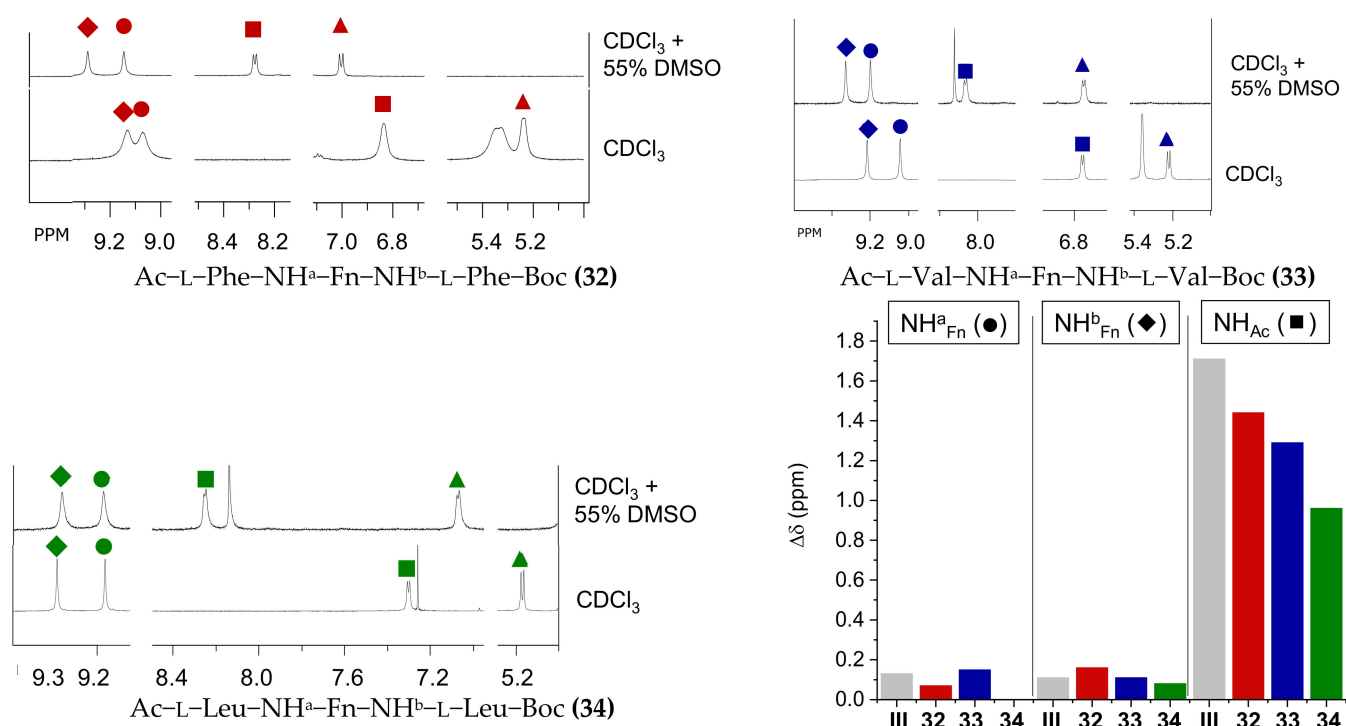 CDCl₃ +
55% DMSO
CDCl₃
PPM 9.2 9.0 8.4 8.2 7.0 6.8 5.4 5.2
Ac–L–Phe–NHᵃ–Fn–NHᵇ–L–Phe–Boc (32)
CDCl₃ +
55% DMSO
CDCl₃
PPM 9.2 9.0 8.0 6.8 5.4 5.2
Ac–L–Val–NHᵃ–Fn–NHᵇ–L–Val–Boc (33)
CDCl₃ +
55% DMSO
CDCl₃
9.3 9.2 8.4 8.0 7.6 7.2 5.2
Ac–L–Leu–NHᵃ–Fn–NHᵇ–L–Leu–Boc (34)
NHᵃFn (●) NHᵇFn (◆) NHAc (■)
Δδ (ppm)
1.8
1.6
1.4
1.2
1.0
0.8
0.6
0.4
0.2
0.0
III 32 33 34 III 32 33 34 III 32 33 34